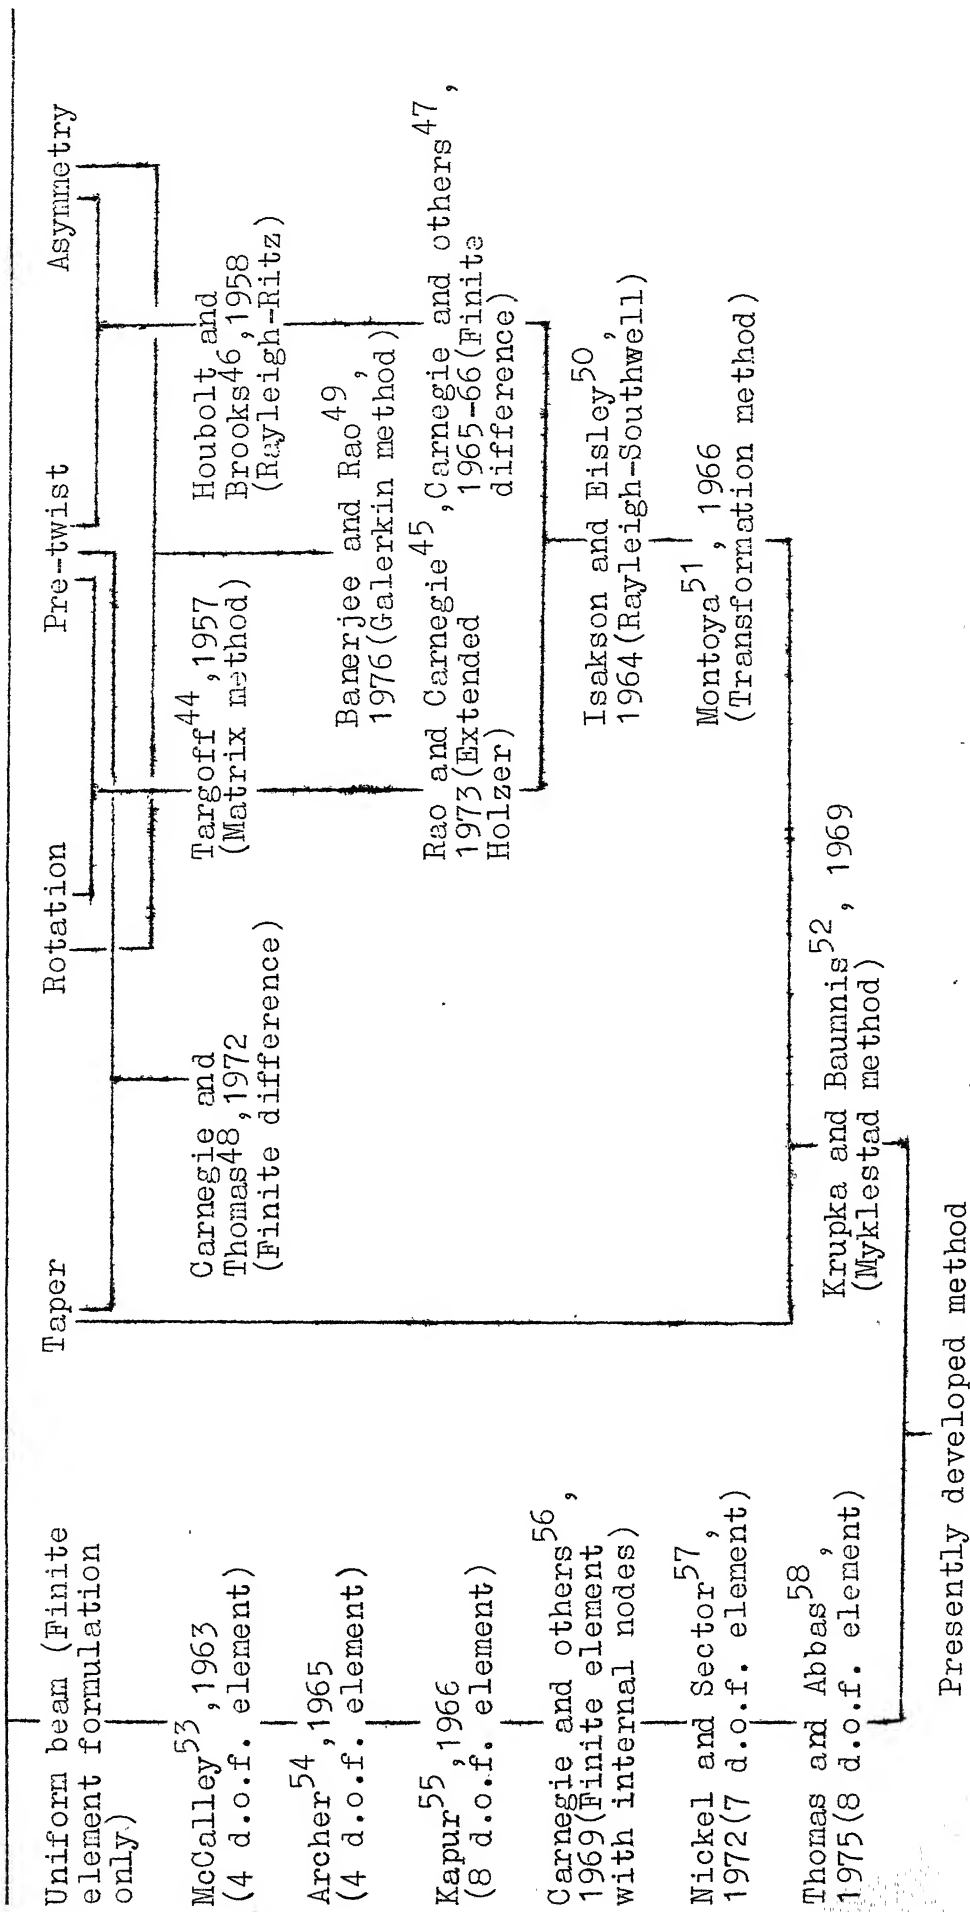 Uniform beam (Finite
element formulation
only)
McCalley53,1963
(4 d.o.f. element)
Archer54,1965
(4 d.o.f. element)
Kapur55,1966
(8 d.o.f. element)
Carnegie and others56,
1969(Finite element
with internal nodes)
Nickel and Sector57,
1972(7 d.o.f. element)
Thomas and Abbas58,
1975(8 d.o.f. element)
Taper
Rotation
Pre-twist
Asymmetry
Carnegie and
Thomas48,1972
(Finite difference)
Targoff44,1957
(Matrix method)
Houbolt and
Brooks46,1958
(Rayleigh-Ritz)
Banerjee and Rao49,
1976(Galerkin method)
Rao and Carnegie45,
1973(Extended
Holzer)
Carnegie and others47,
1965-66(Finite
difference)
Isakson and Eisley50,
1964(Rayleigh-Southwell)
Montoya51, 1966
(Transformation method)
Krupka and Baumnis52, 1969
(Myklestad method)
Presently developed method